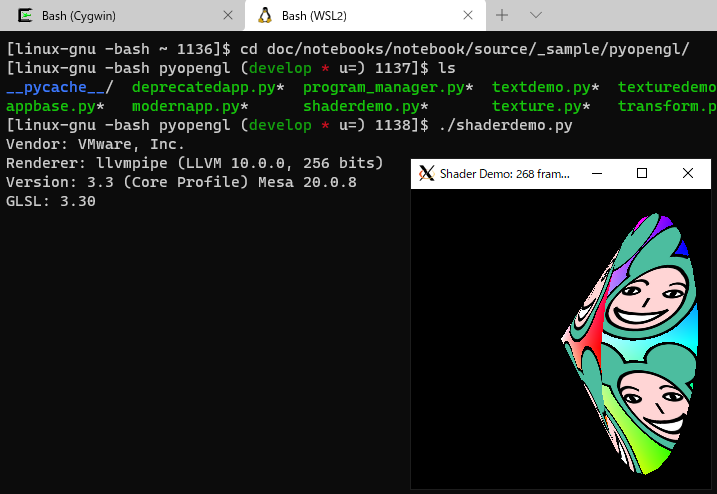 Bash (Cygwin)
Bash (WSL2)
[linux-gnu -bash ~ 1136]$ cd doc/notebooks/notebook/source/_sample/pyopengl/
[linux-gnu -bash pyopengl (develop * u=) 1137]$ ls
__pycache__/  deprecatedapp.py*  program_manager.py*  textdemo.py*  texturedemo
appbase.py*  modernapp.py*  shaderdemo.py*  texture.py*  transform.p
[linux-gnu -bash pyopengl (develop * u=) 1138]$ ./shaderdemo.py
Vendor: VMware, Inc.
Renderer: llvmpipe (LLVM 10.0.0, 256 bits)
Version: 3.3 (Core Profile) Mesa 20.0.8
GLSL: 3.30
Shader Demo: 268 fram...